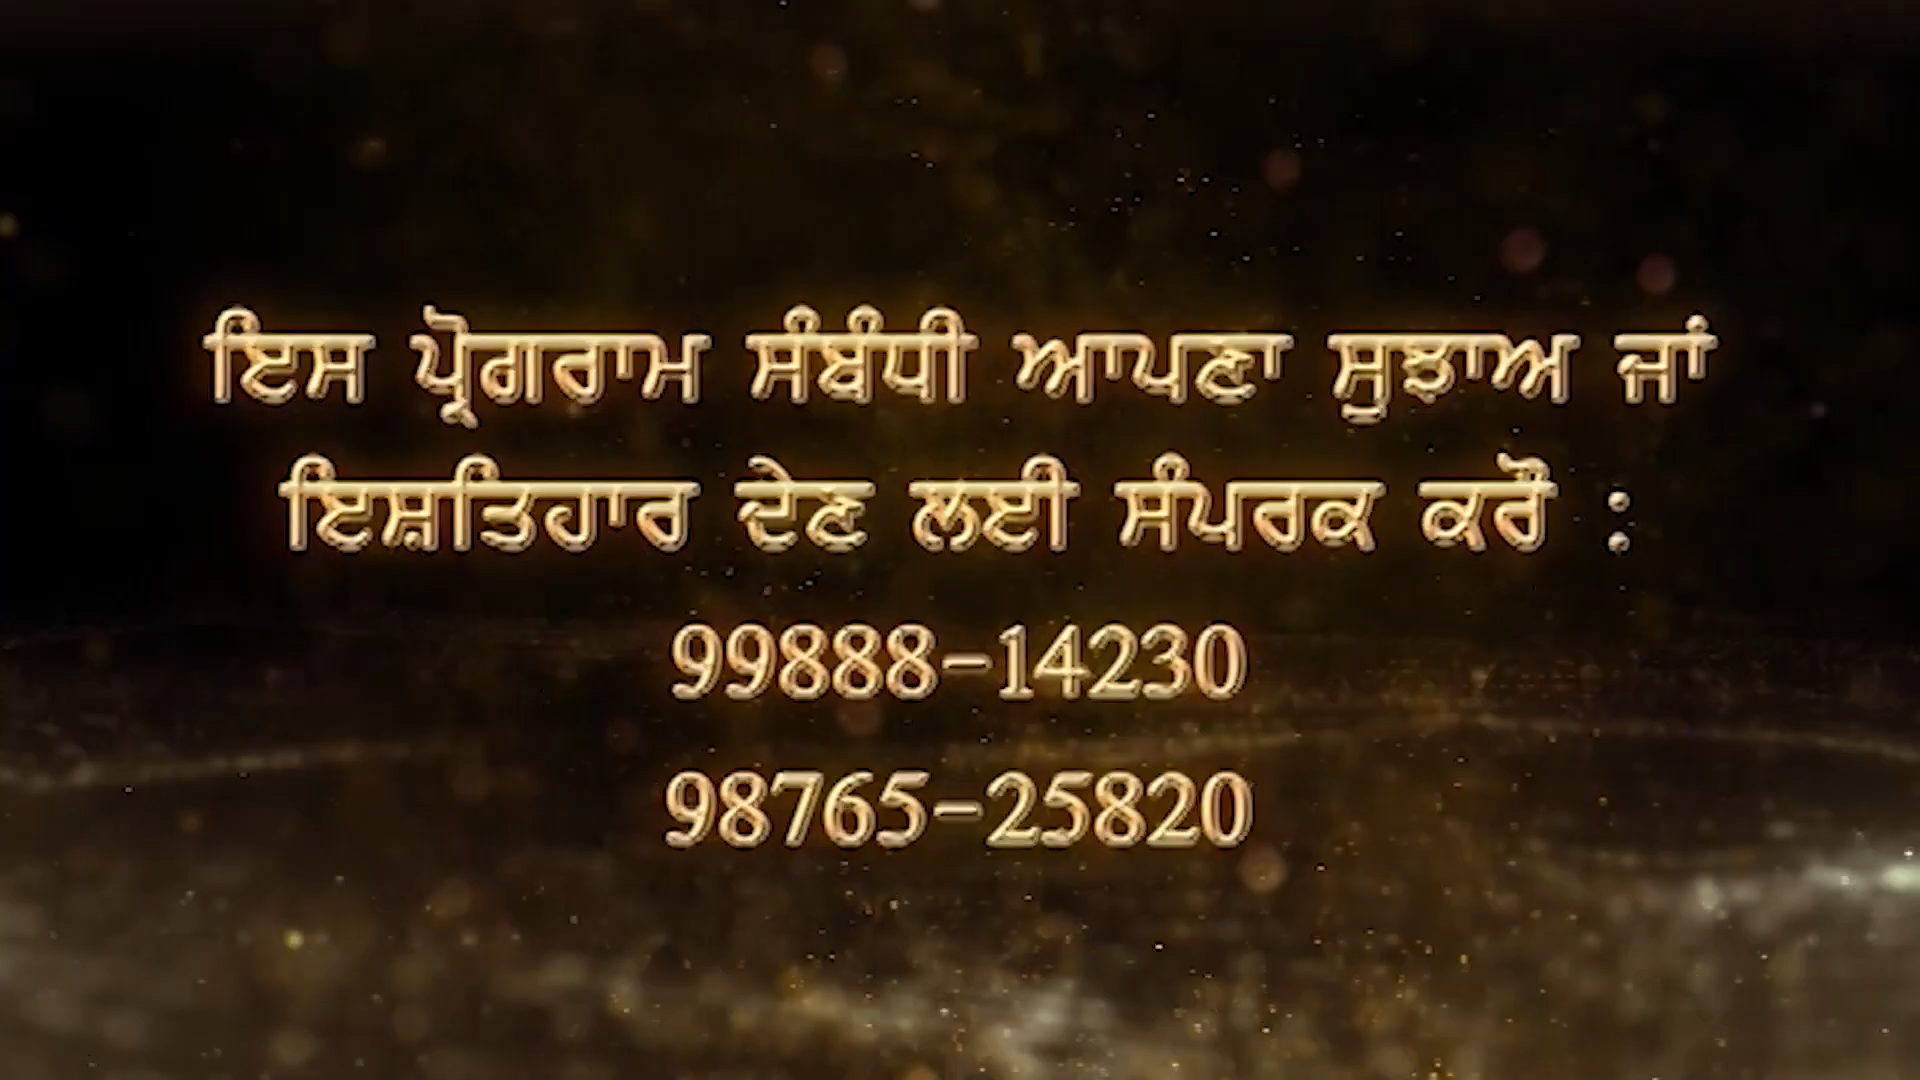 ਇਸ ਪ੍ਰੋਗਰਾਮ ਸੰਬੰਧੀ ਆਪਣਾ ਸੁਝਾਅ ਜਾਂ
ਇਸ਼ਤਿਹਾਰ ਦੇਣ ਲਈ ਸੰਪਰਕ ਕਰੋਂ :
99888-14230
98765-25820